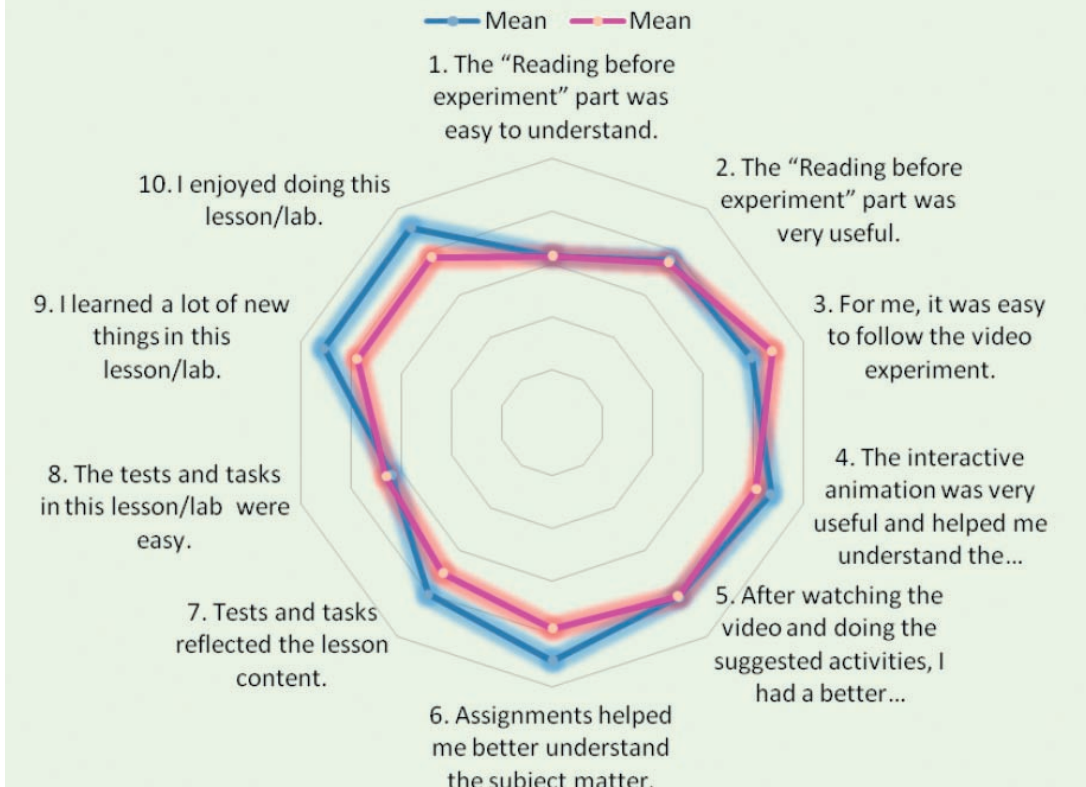 Mean Mean
1. The “Reading before
experiment” part was
easy to understand.
2. The “Reading before
experiment” part was
very useful.
3. For me, it was easy
to follow the video
experiment.
4. The interactive
animation was very
useful and helped me
understand the...
5. After watching the
video and doing the
suggested activities, I
had a better...
6. Assignments helped
me better understand
the subject matter.
7. Tests and tasks
reflected the lesson
content.
8. The tests and tasks
in this lesson/lab were
easy.
9. I learned a lot of new
things in this
lesson/lab.
10. I enjoyed doing this
lesson/lab.